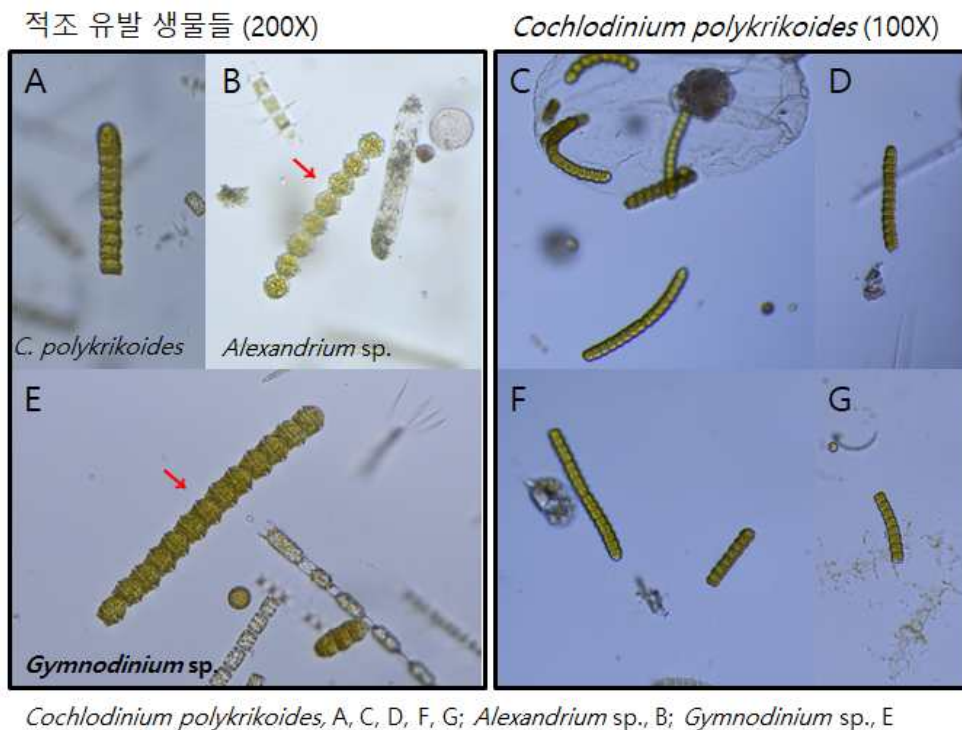 적조 유발 생물들 (200X)
Cochlodinium polykrikoides (100X)
A
B
C
D
C. polykrikoides
Alexandrium sp.
E
F
G
Gymnodinium sp.
Cochlodinium polykrikoides, A, C, D, F, G; Alexandrium sp., B; Gymnodinium sp., E